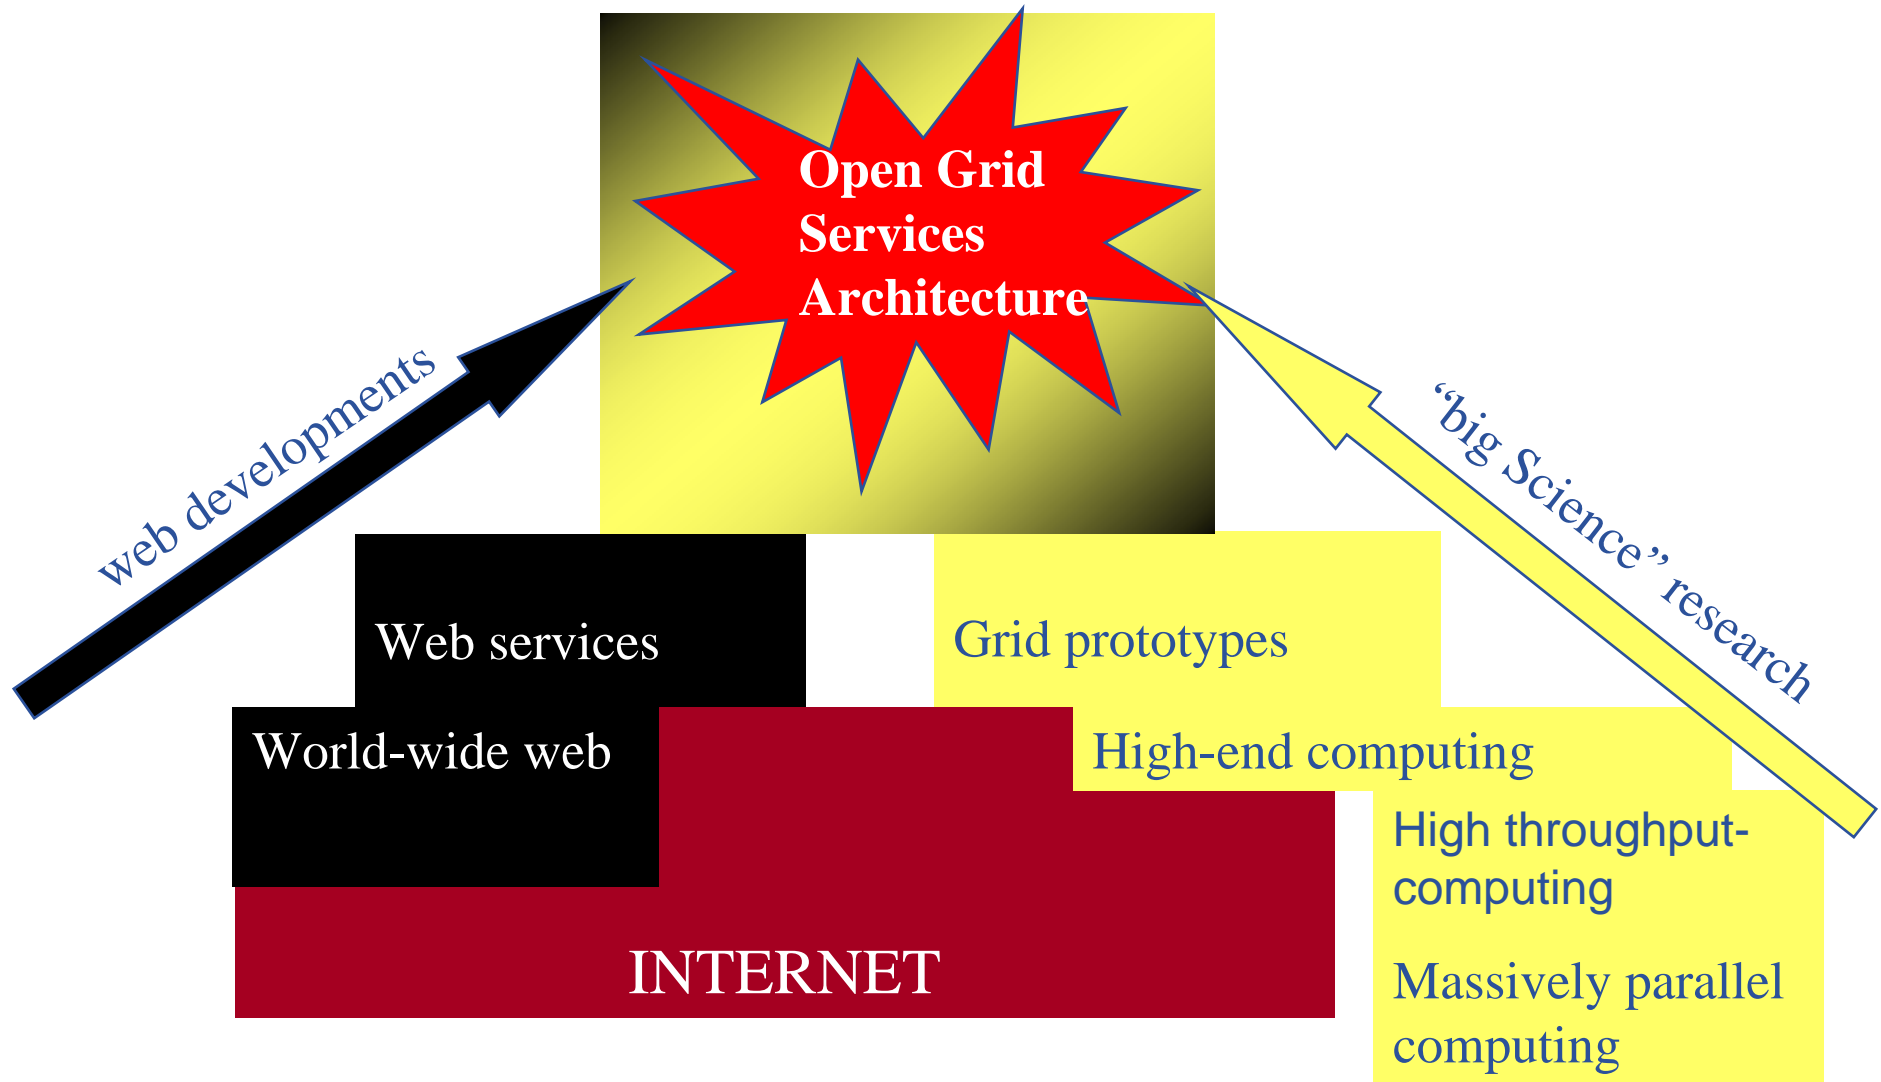 Open Grid
Services
Architecture
web developments
“big Science” research
Web services
Grid prototypes
World-wide web
High-end computing
High throughput-
computing
INTERNET
Massively parallel
computing